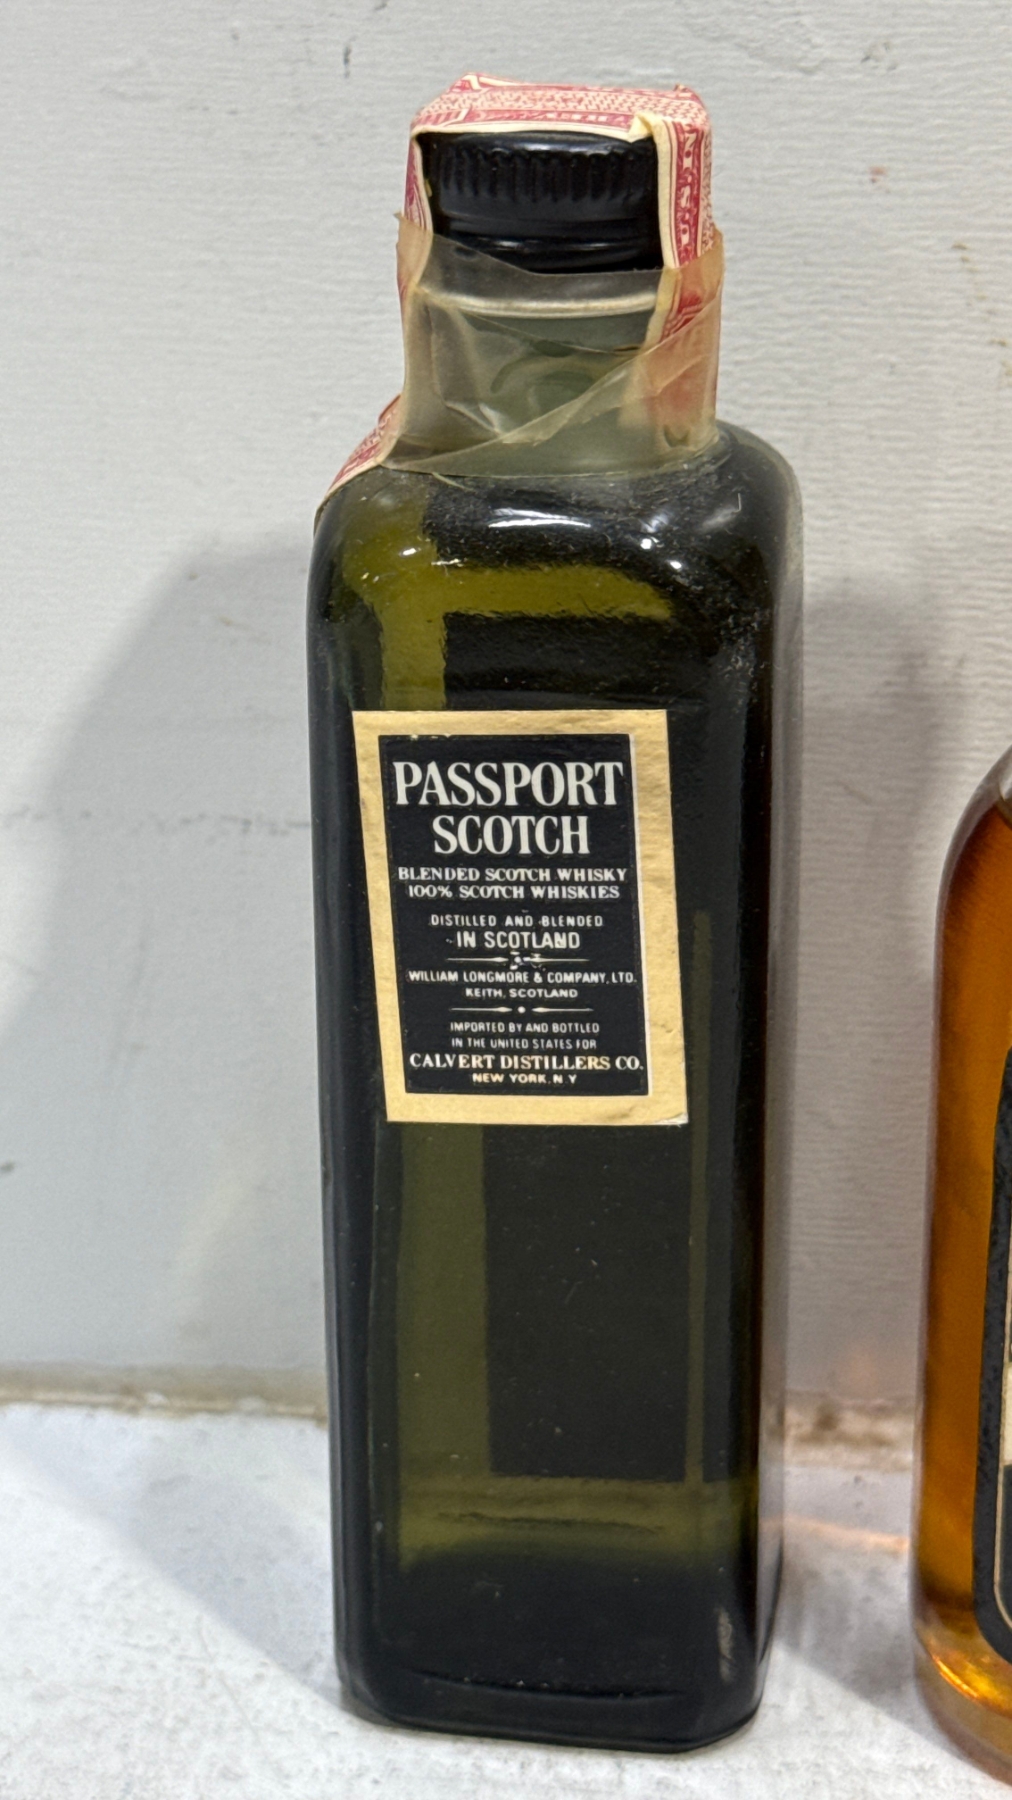 U.S. IN
PASSPORT
SCOTCH
BLENDED SCOTCH WHISKY
100% SCOTCH WHISKIES
DISTILLED AND BLENDED
IN SCOTLAND
WILLIAM LONGMORE & COMPANY, LTD.
KEITH, SCOTLAND
IMPORTED BY AND BOTTLED
IN THE UNITED STATES FOR
CALVERT DISTILLERS CO.
NEW YORK, N Y